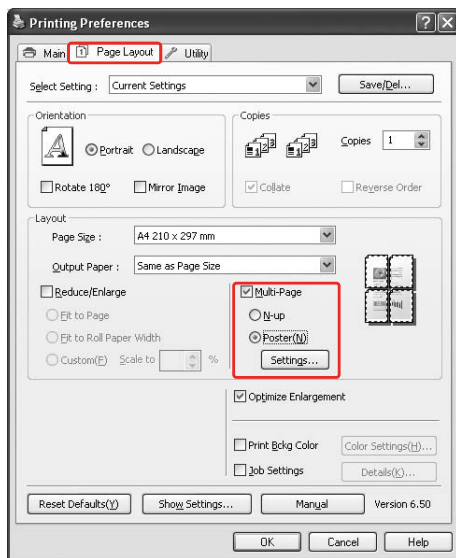 Printing Preferences
Main Page Layout Utility
Select Setting : Current Settings Save/Del...
Orientation
Portrait Landscape
Rotate 180° Mirror Image
Copies
Copies 1
Collate Reverse Order
Layout
Page Size : A4 210 x 297 mm
Output Paper : Same as Page Size
Reduce/Enlarge
Fit to Page
Fit to Roll Paper Width
Custom(F) Scale to %
Multi-Page
N-up
Poster(N)
Settings...
Optimize Enlargement
Print Bckg Color Color Settings(H)...
Job Settings Details(K)...
Reset Defaults(Y) Show Settings... Manual Version 6.50
OK Cancel Help